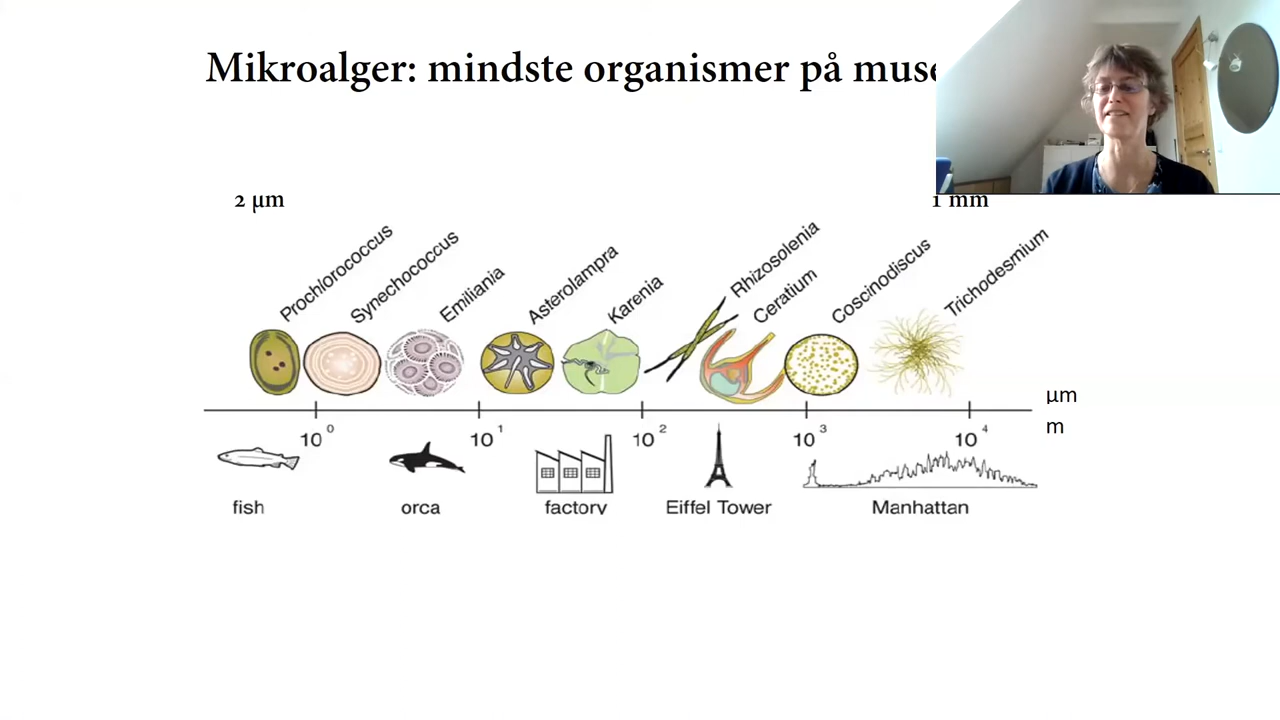 Mikroalger: mindste organismer på
2 μm
1 mm
Prochlorococcus
Synechococcus
Emiliania
Asterolampra
Karenia
Rhizosolenia
Ceratium
Coscinodiscus
Trichodesmium
μm
10⁰ 10¹ 10² 10³ 10⁴ m
fish orca factory Eiffel Tower Manhattan